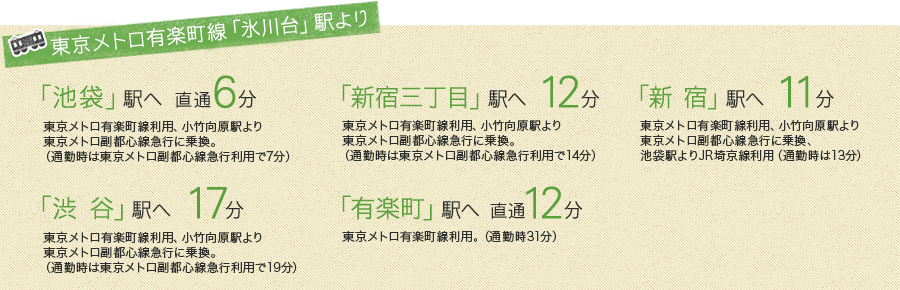 東京メトロ有楽町線「氷川台」駅より
「池袋」駅へ 直通6分
東京メトロ有楽町線利用、小竹向原駅より
東京メトロ副都心線急行に乗換。
（通勤時は東京メトロ副都心線急行利用で7分）
「新宿三丁目」駅へ 12分
東京メトロ有楽町線利用、小竹向原駅より
東京メトロ副都心線急行に乗換。
（通勤時は東京メトロ副都心線急行利用で14分）
「新 宿」駅へ 11分
東京メトロ有楽町線利用、小竹向原駅より
東京メトロ副都心線急行に乗換、
池袋駅よりJR埼京線利用（通勤時は13分）
「渋 谷」駅へ 17分
東京メトロ有楽町線利用、小竹向原駅より
東京メトロ副都心線急行に乗換。
（通勤時は東京メトロ副都心線急行利用で19分）
「有楽町」駅へ 直通12分
東京メトロ有楽町線利用。（通勤時31分）